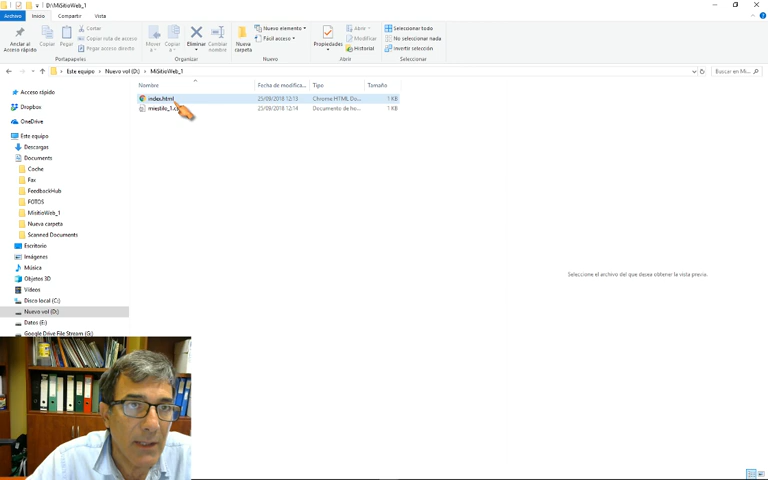 D:\MiSitioWeb_1
Archivo Inicio Compartir Vista
Anclar al Acceso rápido
Copiar
Pegar
Cortar
Copiar ruta de acceso
Pegar acceso directo
Portapapeles
Mover a
Copiar a
Eliminar
Cambiar nombre
Organizar
Nueva carpeta
Nuevo elemento
Fácil acceso
Nuevo
Propiedades
Abrir
Modificar
Historial
Abrir
Seleccionar todo
No seleccionar nada
Invertir selección
Seleccionar
Este equipo Nuevo vol (D:) MiSitioWeb_1
Buscar en Mi...
Nombre Fecha de modifica... Tipo Tamaño
index.html 25/09/2018 12:13 Chrome HTML Do... 1 KB
miestilo_1.cs 25/09/2018 12:14 Documento de ho... 1 KB
Acceso rápido
Dropbox
OneDrive
Este equipo
Descargas
Documents
Coche
Fax
FeedbackHub
FOTOS
MisitioWeb_1
Nueva carpeta
Scanned Documents
Escritorio
Imágenes
Música
Objetos 3D
Vídeos
Disco local (C:)
Nuevo vol (D:)
Datos (E:)
Google Drive File Stream (G:)
Seleccione el archivo del que desea obtener la vista previa.